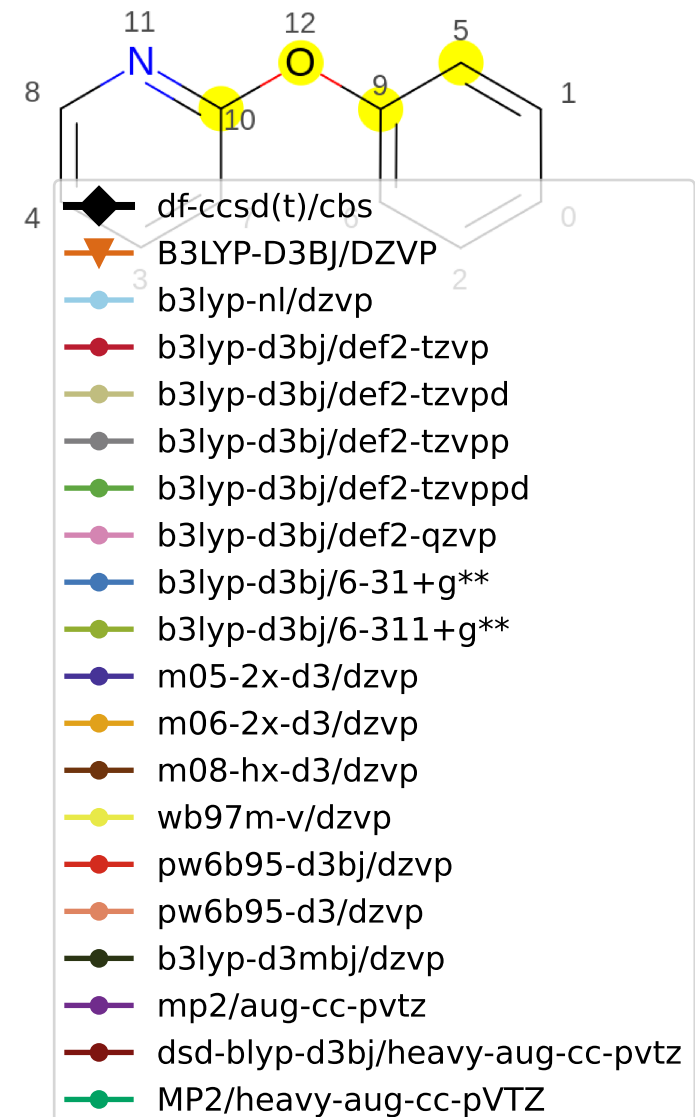 11
12
5
N
O
8
9
1
10
4
6
0
3
2
df-ccsd(t)/cbs
B3LYP-D3BJ/DZVP
b3lyp-nl/dzvp
b3lyp-d3bj/def2-tzvp
b3lyp-d3bj/def2-tzvpd
b3lyp-d3bj/def2-tzvpp
b3lyp-d3bj/def2-tzvppd
b3lyp-d3bj/def2-qzvp
b3lyp-d3bj/6-31+g**
b3lyp-d3bj/6-311+g**
m05-2x-d3/dzvp
m06-2x-d3/dzvp
m08-hx-d3/dzvp
wb97m-v/dzvp
pw6b95-d3bj/dzvp
pw6b95-d3/dzvp
b3lyp-d3mbj/dzvp
mp2/aug-cc-pvtz
dsd-blyp-d3bj/heavy-aug-cc-pvtz
MP2/heavy-aug-cc-pVTZ